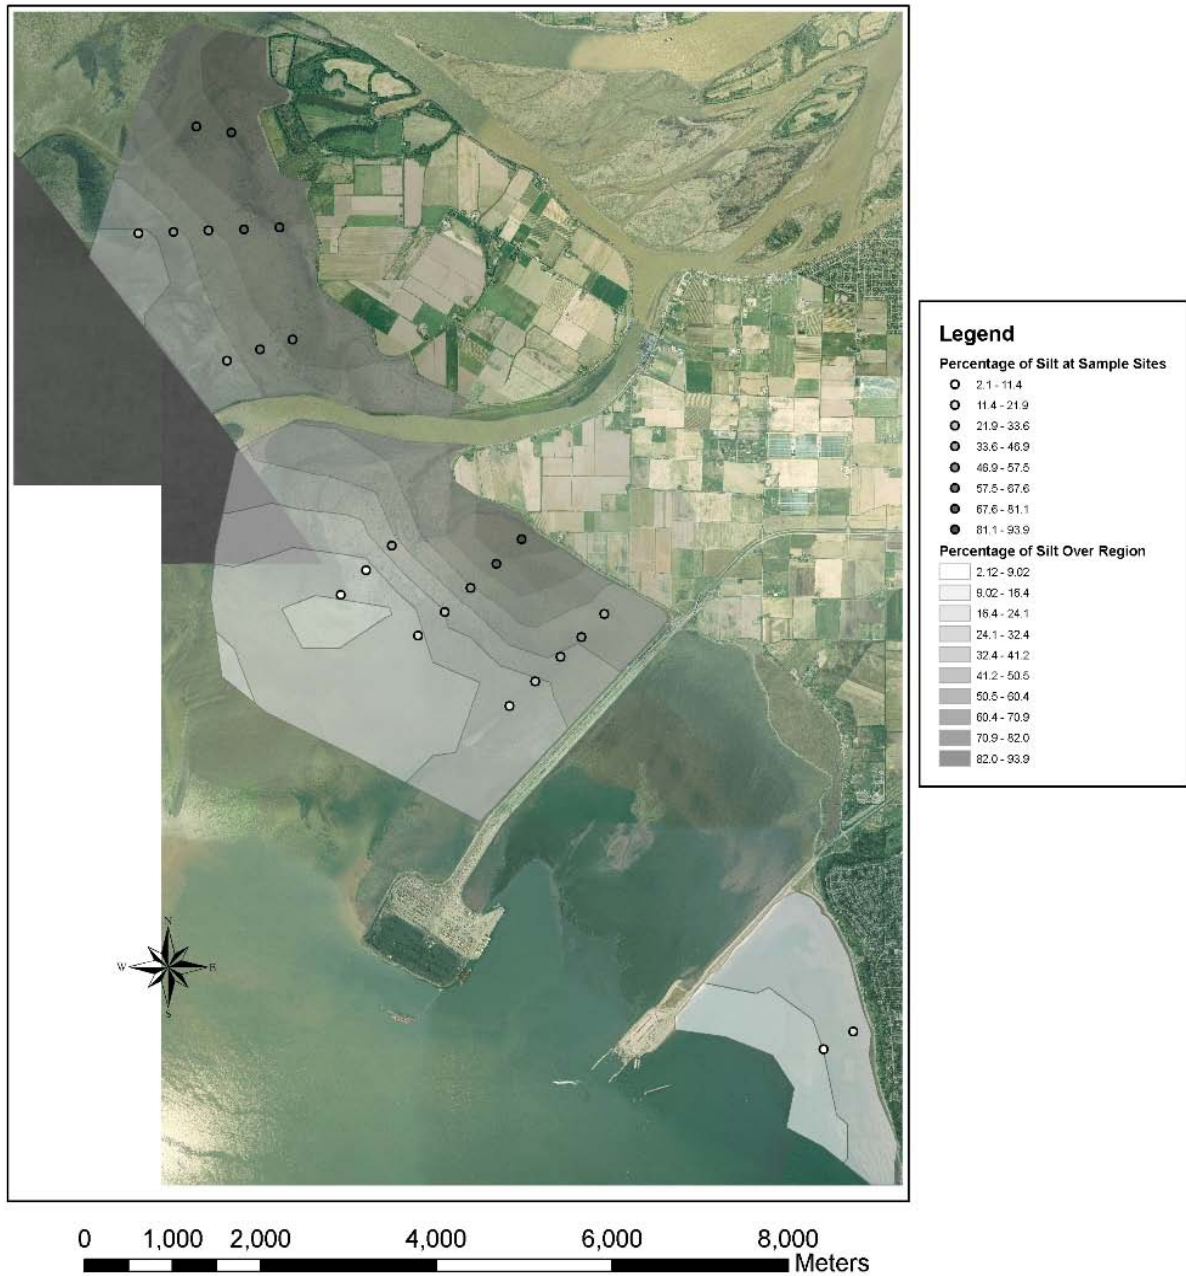 N
W
E
S
Legend
Percentage of Silt at Sample Sites
2.1 - 11.4
11.4 - 21.9
21.9 - 33.6
33.6 - 46.9
46.9 - 57.5
57.5 - 67.6
67.6 - 81.1
81.1 - 93.9
Percentage of Silt Over Region
2.12 - 9.02
9.02 - 16.4
16.4 - 24.1
24.1 - 32.4
32.4 - 41.2
41.2 - 50.5
50.5 - 60.4
60.4 - 70.9
70.9 - 82.0
82.0 - 93.9
0 1,000 2,000 4,000 6,000 8,000
Meters